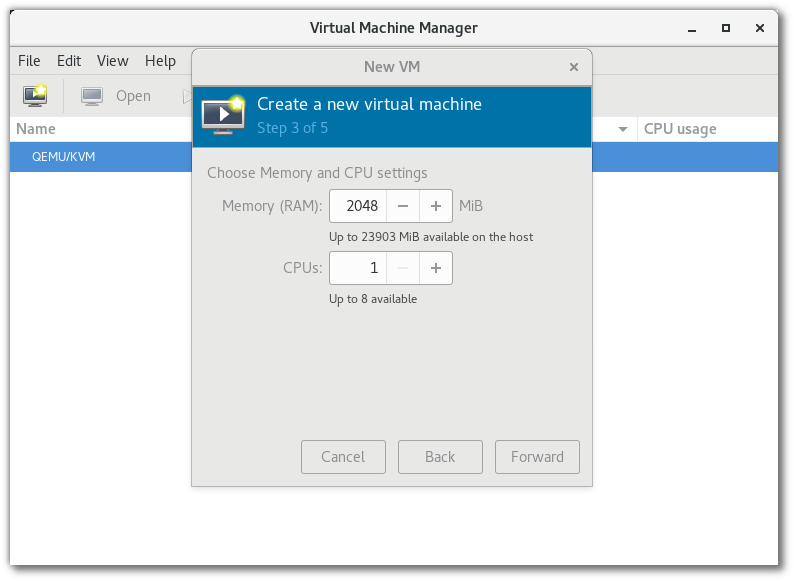 Virtual Machine Manager
File Edit View Help
New VM
Open
Create a new virtual machine
Step 3 of 5
Name
CPU usage
QEMU/KVM
Choose Memory and CPU settings
Memory (RAM): 2048 − + MiB
Up to 23903 MiB available on the host
CPUs: 1 − +
Up to 8 available
Cancel Back Forward